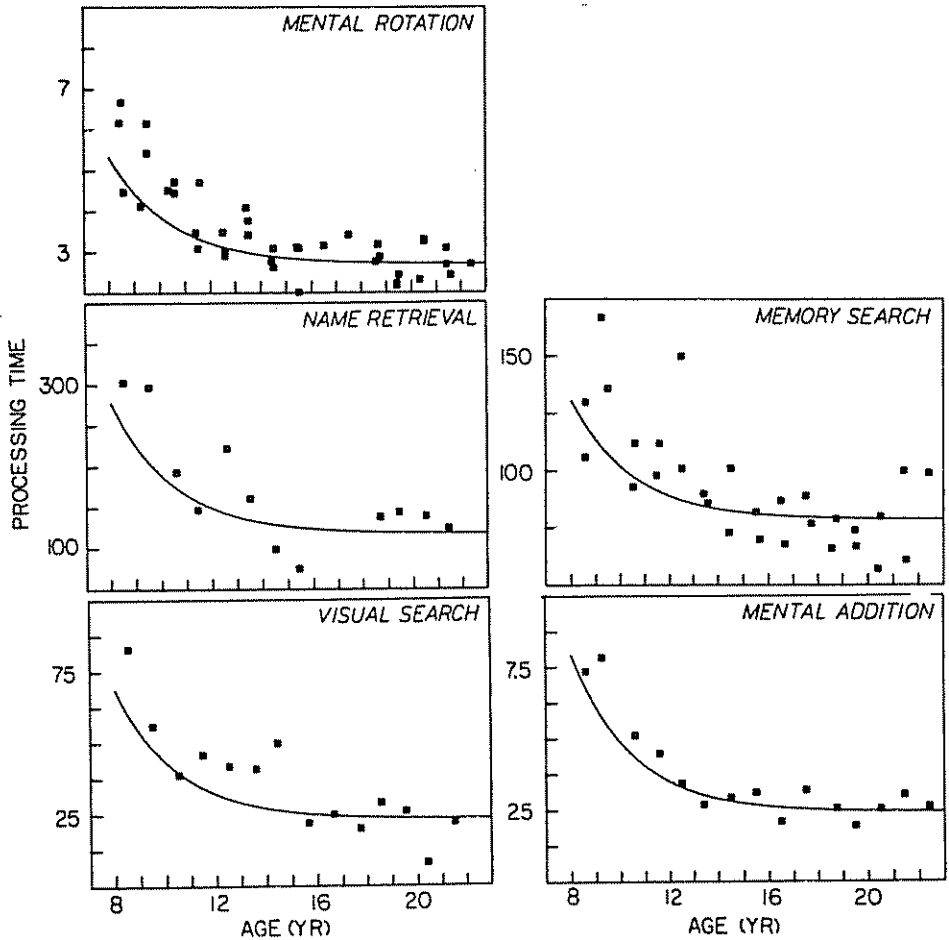 MENTAL ROTATION
7
3
PROCESSING TIME
NAME RETRIEVAL
300
100
MEMORY SEARCH
150
100
VISUAL SEARCH
75
25
8 12 16 20
AGE (YR)
MENTAL ADDITION
7.5
2.5
8 12 16 20
AGE (YR)